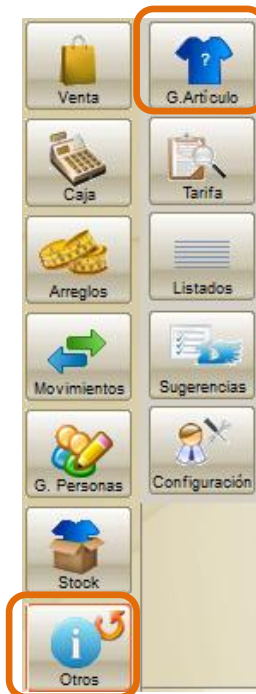 Venta
G.Artículo
Caja
Tarifa
Arreglos
Listados
Movimientos
Sugerencias
G. Personas
Configuración
Stock
Otros